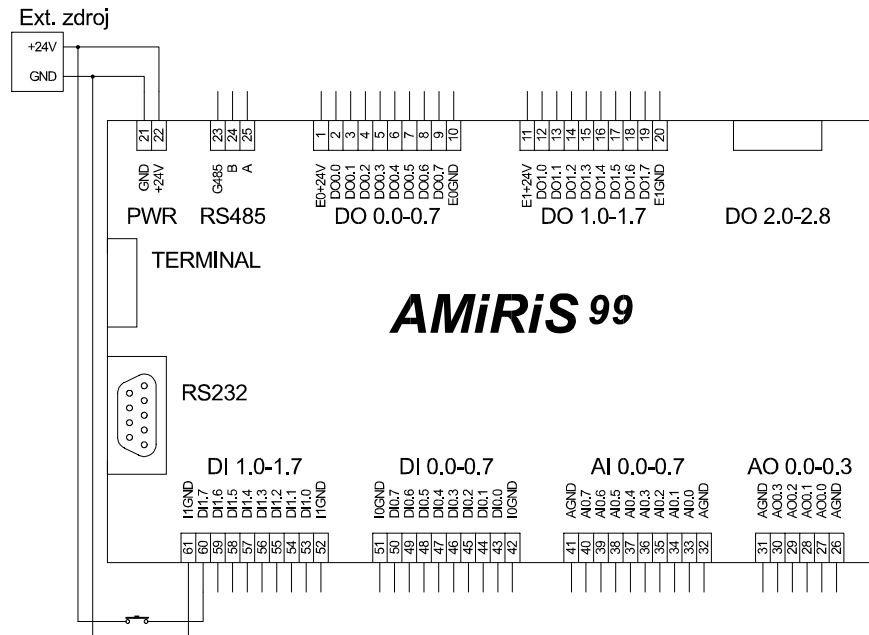 Ext. zdroj
+24V
GND
21 22 23 24 25 1 2 3 4 5 6 7 8 9 10 11 12 13 14 15 16 17 18 19 20
GND +24V G485 B A E0+24V DO0.0 DO0.1 DO0.2 DO0.3 DO0.4 DO0.5 DO0.6 DO0.7 E0GND E1+24V DO1.0 DO1.1 DO1.2 DO1.3 DO1.4 DO1.5 DO1.6 DO1.7 E1GND
PWR RS485 DO 0.0-0.7 DO 1.0-1.7 DO 2.0-2.8
TERMINAL
AMiRiS 99
RS232
DI 1.0-1.7 DI 0.0-0.7 AI 0.0-0.7 AO 0.0-0.3
I1GND DI1.7 DI1.6 DI1.5 DI1.4 DI1.3 DI1.2 DI1.1 DI1.0 I1GND I0GND DI0.7 DI0.6 DI0.5 DI0.4 DI0.3 DI0.2 DI0.1 DI0.0 I0GND AGND AI0.7 AI0.6 AI0.5 AI0.4 AI0.3 AI0.2 AI0.1 AI0.0 AGND AGND AO0.3 AO0.2 AO0.1 AO0.0 AGND
61 60 59 58 57 56 55 54 53 52 51 50 49 48 47 46 45 44 43 42 41 40 39 38 37 36 35 34 33 32 31 30 29 28 27 26